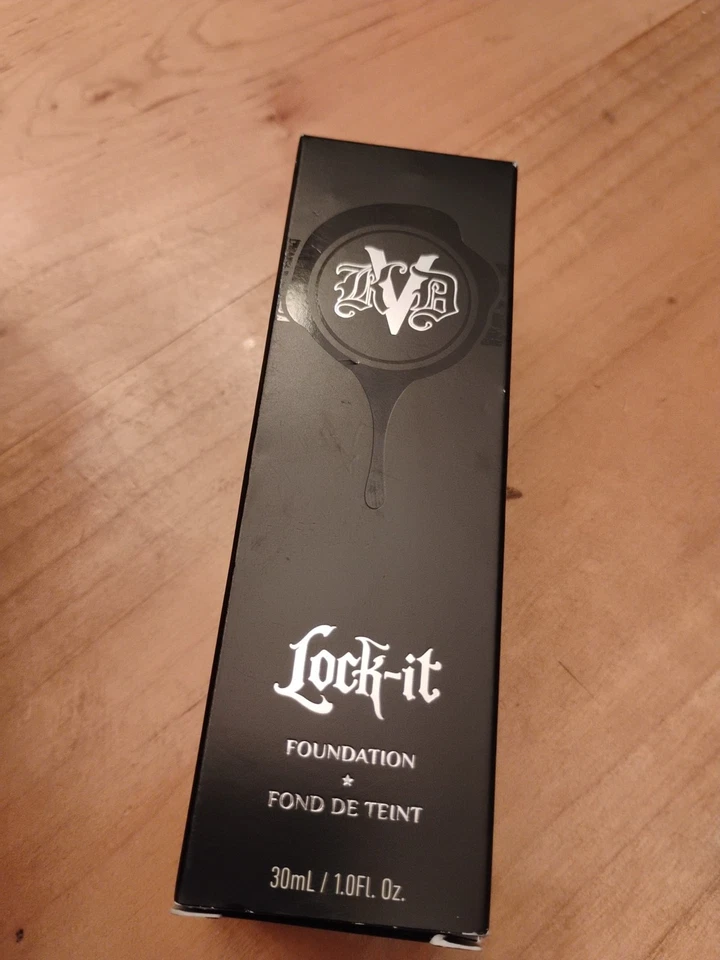 KVD
Lock-it
FOUNDATION
FOND DE TEINT
30mL / 1.0Fl. Oz.